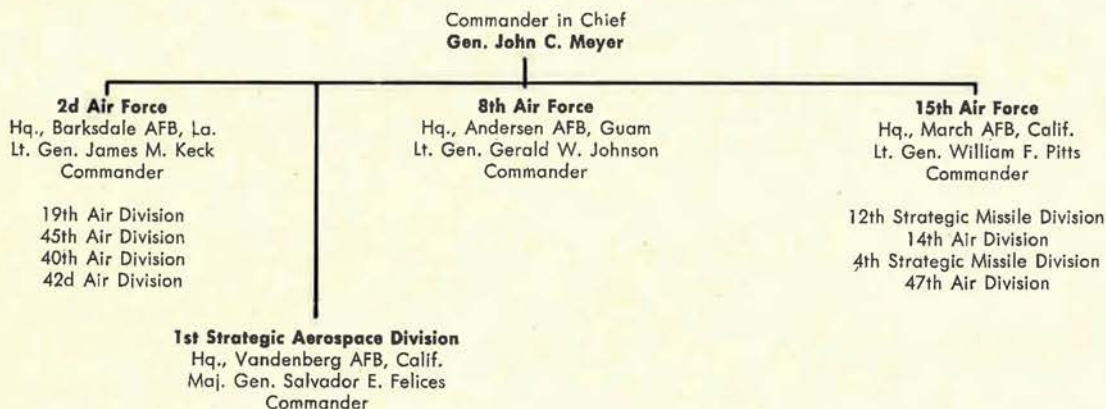 Commander in Chief
Gen. John C. Meyer
2d Air Force
Hq., Barksdale AFB, La.
Lt. Gen. James M. Keck
Commander
19th Air Division
45th Air Division
40th Air Division
42d Air Division
8th Air Force
Hq., Andersen AFB, Guam
Lt. Gen. Gerald W. Johnson
Commander
15th Air Force
Hq., March AFB, Calif.
Lt. Gen. William F. Pitts
Commander
12th Strategic Missile Division
14th Air Division
4th Strategic Missile Division
47th Air Division
1st Strategic Aerospace Division
Hq., Vandenberg AFB, Calif.
Maj. Gen. Salvador E. Felices
Commander